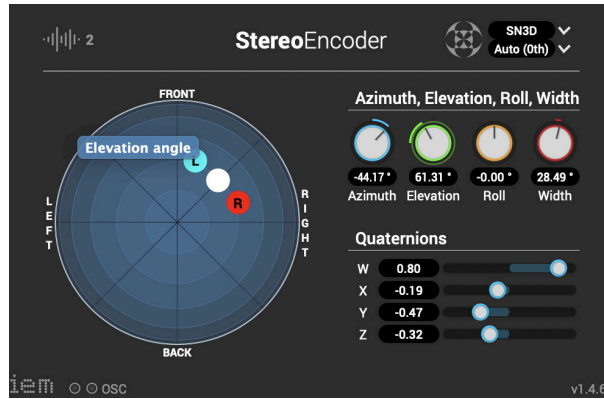 2
StereoEncoder
SN3D
Auto (0th)
FRONT
Elevation angle
L
R
LEFT
RIGHT
BACK
Azimuth, Elevation, Roll, Width
-44.17 ° 61.31 ° -0.00 ° 28.49 °
Azimuth Elevation Roll Width
Quaternions
W 0.80
X -0.19
Y -0.47
Z -0.32
iem OSC
v1.4.6